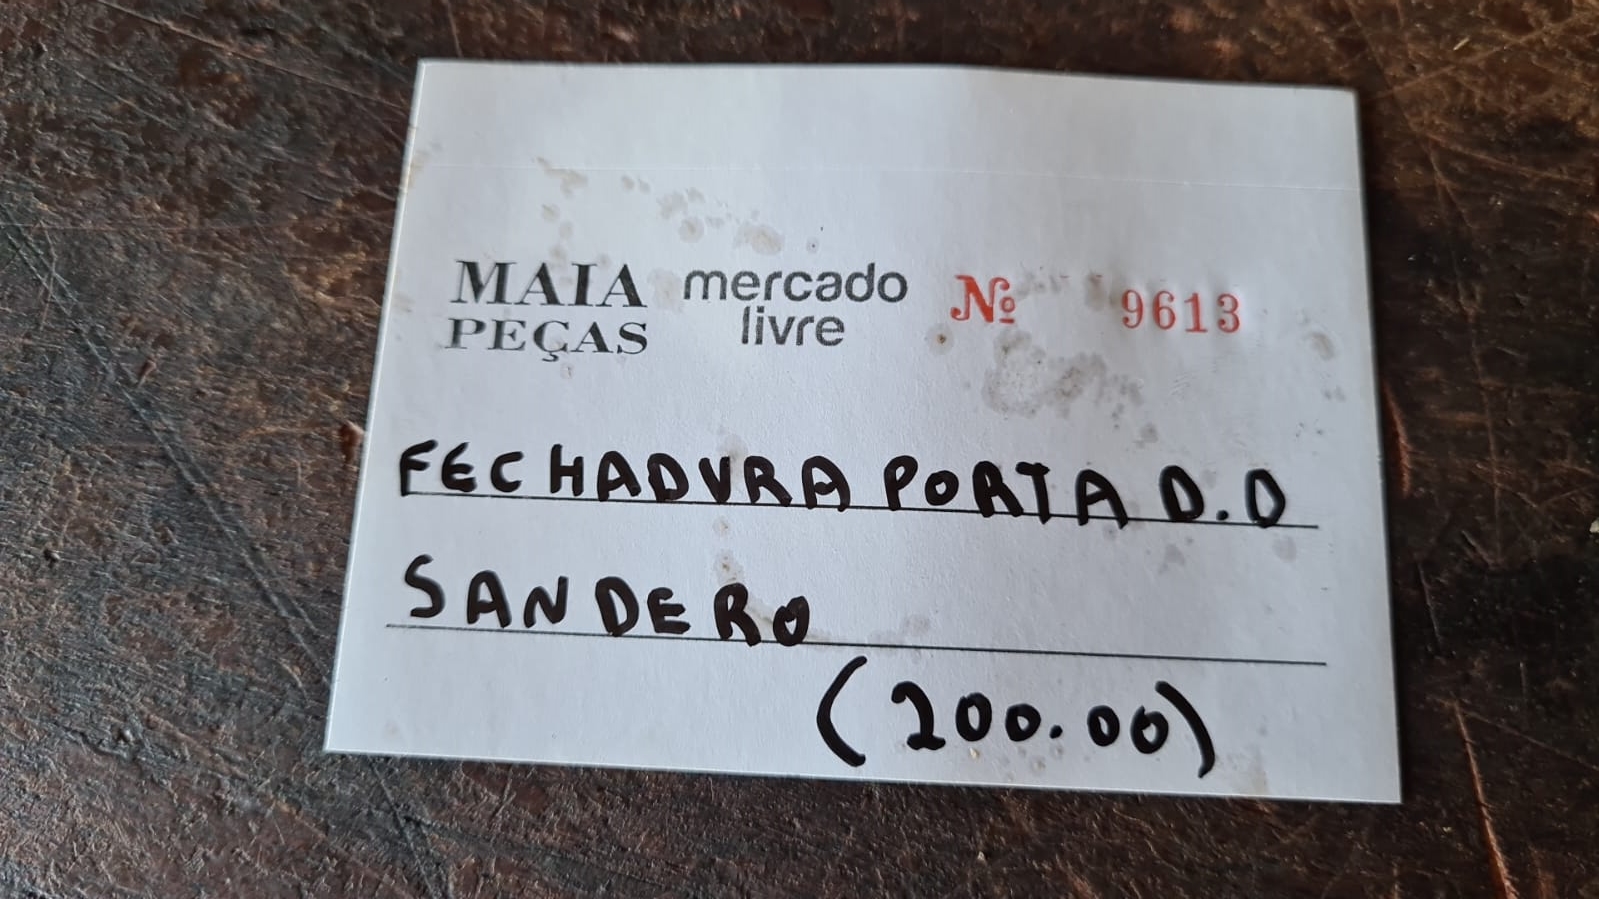 MAIA mercado Nº 9613
PEÇAS livre
FECHADURA PORTA D.D
SANDERO
(200.00)